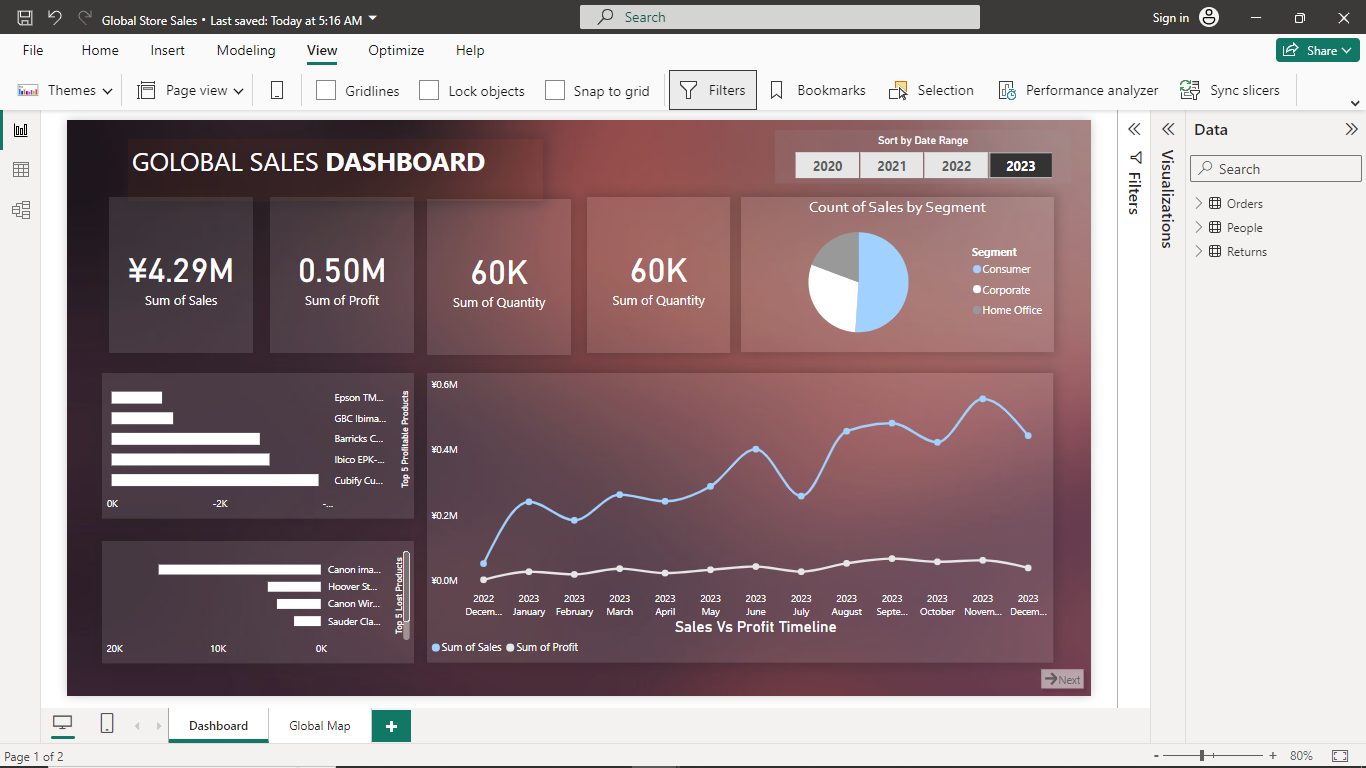 Global Store Sales • Last saved: Today at 5:16 AM
Search
Sign in
File Home Insert Modeling View Optimize Help
Share
Themes Page view Gridlines Lock objects Snap to grid Filters Bookmarks Selection Performance analyzer Sync slicers
GOLOBAL SALES DASHBOARD
Sort by Date Range
2020 2021 2022 2023
¥4.29M
Sum of Sales
0.50M
Sum of Profit
60K
Sum of Quantity
60K
Sum of Quantity
Count of Sales by Segment
Segment
Consumer
Corporate
Home Office
Epson TM...
GBC Ibima...
Barricks C...
Ibico EPK-...
Cubify Cu...
0K -2K -...
Top 5 Profitable Products
Canon ima...
Hoover St...
Canon Wir...
Sauder Cla...
20K 10K 0K
Top 5 Lost Products
¥0.6M
¥0.4M
¥0.2M
¥0.0M
2022 2023 2023 2023 2023 2023 2023 2023 2023 2023 2023 2023 2023
Decem... January February March April May June July August Septe... October Novem... Decem...
Sales Vs Profit Timeline
Sum of Sales Sum of Profit
Next
Filters
Visualizations
Data
Search
Orders
People
Returns
Dashboard Global Map +
Page 1 of 2
- + 80%